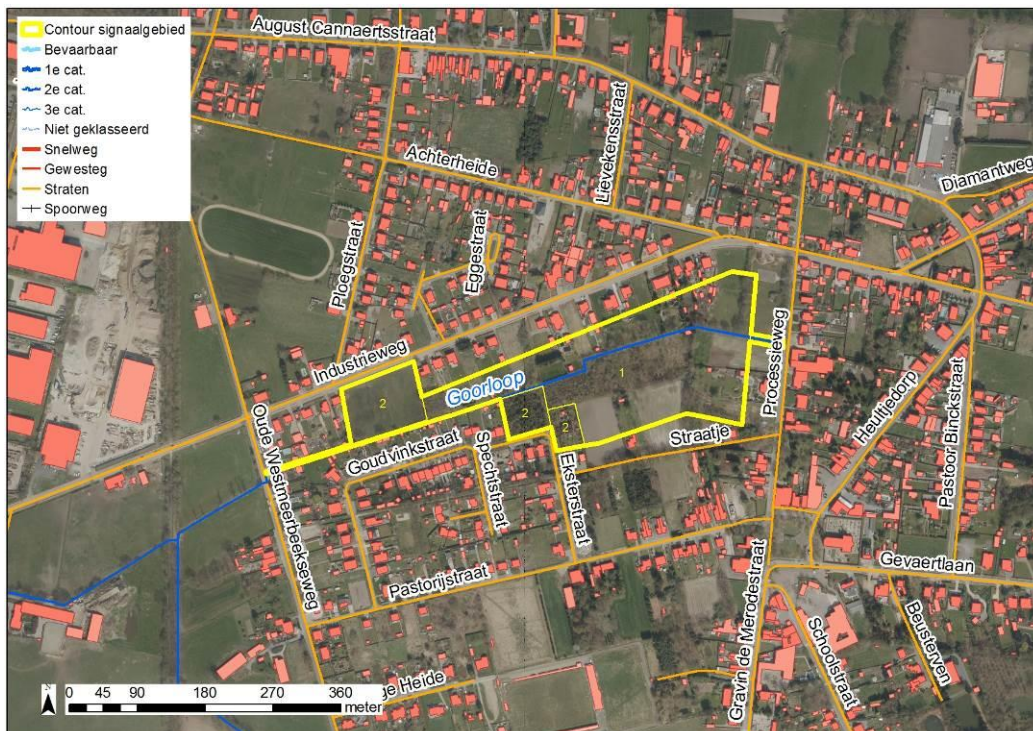 Contour signaalgebied
Bevaarbaar
1e cat.
2e cat.
3e cat.
Niet geklasseerd
Snelweg
Gewesteg
Straten
Spoorweg
August Cannaertsstraat
Achterheide
Lievekensstraat
Diamantweg
Ploegstraat
Eggestraat
Industrieweg
Goorloop
1
2
2
2
Processieweg
Oude Westmeerbeekseweg
Goudvinkstraat
Spechtstraat
Eksterstraat
Straatje
Heultjedorp
Pastoor Binckstraat
Pastorijstraat
Gravin de Merodestraat
Gevaertlaan
Schoolstraat
Beusterven
ge Heide
0 45 90 180 270 360
meter